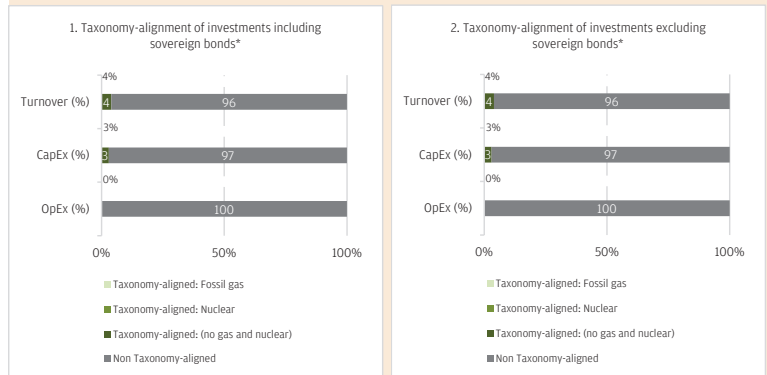 1. Taxonomy-alignment of investments including
sovereign bonds*
4%
Turnover (%)
4
96
3%
CapEx (%)
3
97
0%
OpEx (%)
100
0%
50%
100%
Taxonomy-aligned: Fossil gas
Taxonomy-aligned: Nuclear
Taxonomy-aligned: (no gas and nuclear)
Non Taxonomy-aligned
2. Taxonomy-alignment of investments excluding
sovereign bonds*
4%
Turnover (%)
4
96
3%
CapEx (%)
3
97
0%
OpEx (%)
100
0%
50%
100%
Taxonomy-aligned: Fossil gas
Taxonomy-aligned: Nuclear
Taxonomy-aligned: (no gas and nuclear)
Non Taxonomy-aligned